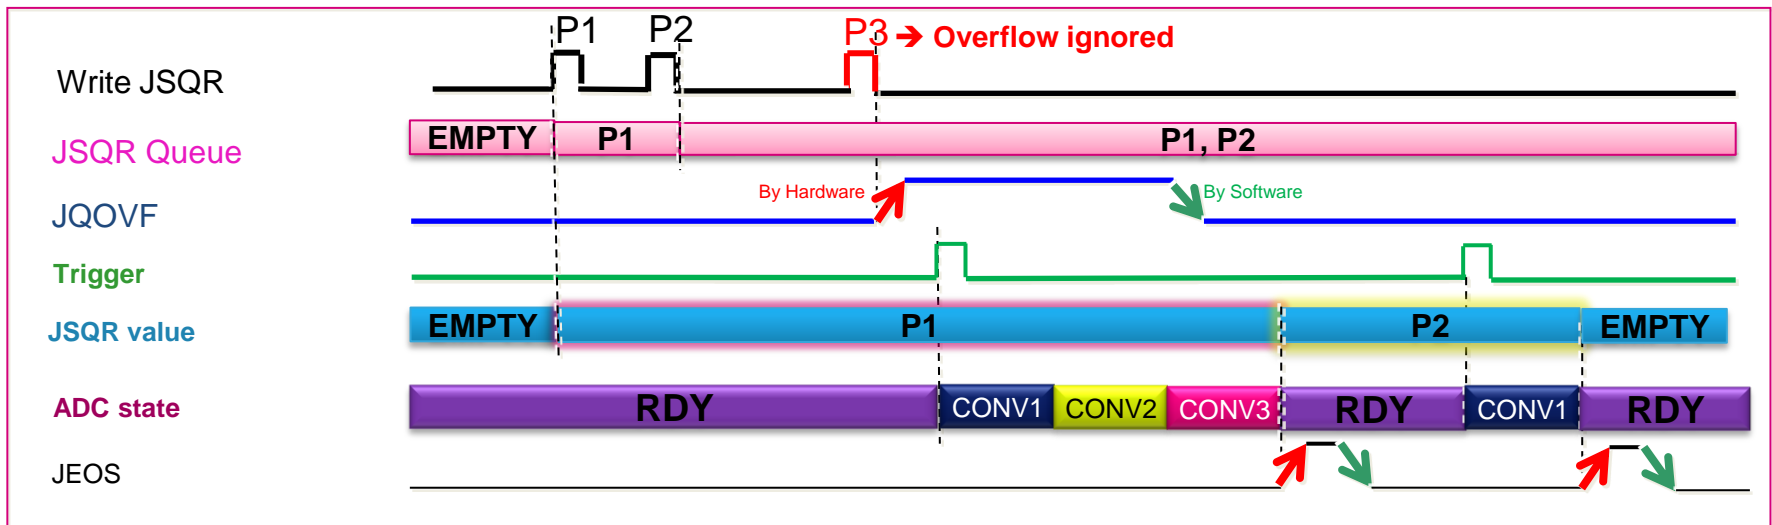 P1 P2 P3 ➔ Overflow ignored
Write JSQR
JSQR Queue EMPTY P1 P1, P2
By Hardware By Software
JQOVF
Trigger
JSQR value EMPTY P1 P2 EMPTY
ADC state RDY CONV1 CONV2 CONV3 RDY CONV1 RDY
JEOS